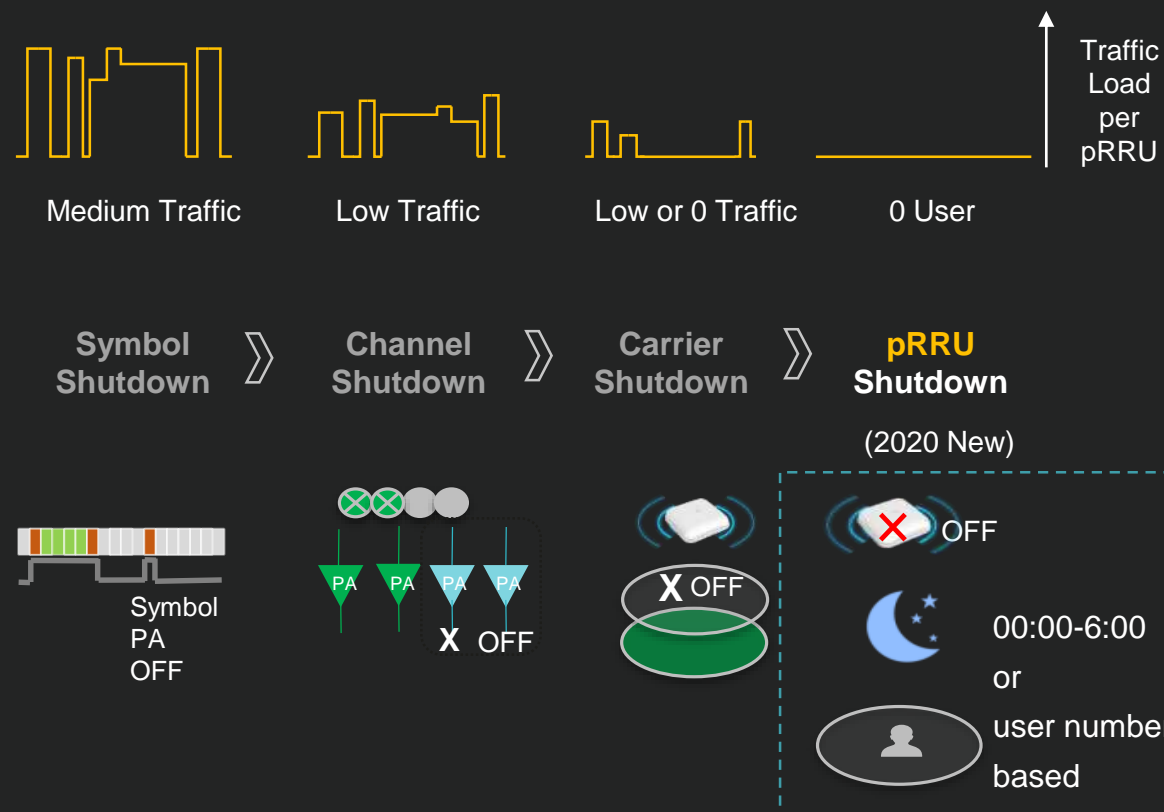 Traffic
Load
per
pRRU
Medium Traffic
Low Traffic
Low or 0 Traffic
0 User
Symbol
Shutdown
Channel
Shutdown
Carrier
Shutdown
pRRU
Shutdown
(2020 New)
Symbol
PA
OFF
PA PA PA PA
X OFF
X OFF
OFF
00:00-6:00
or
user number
based